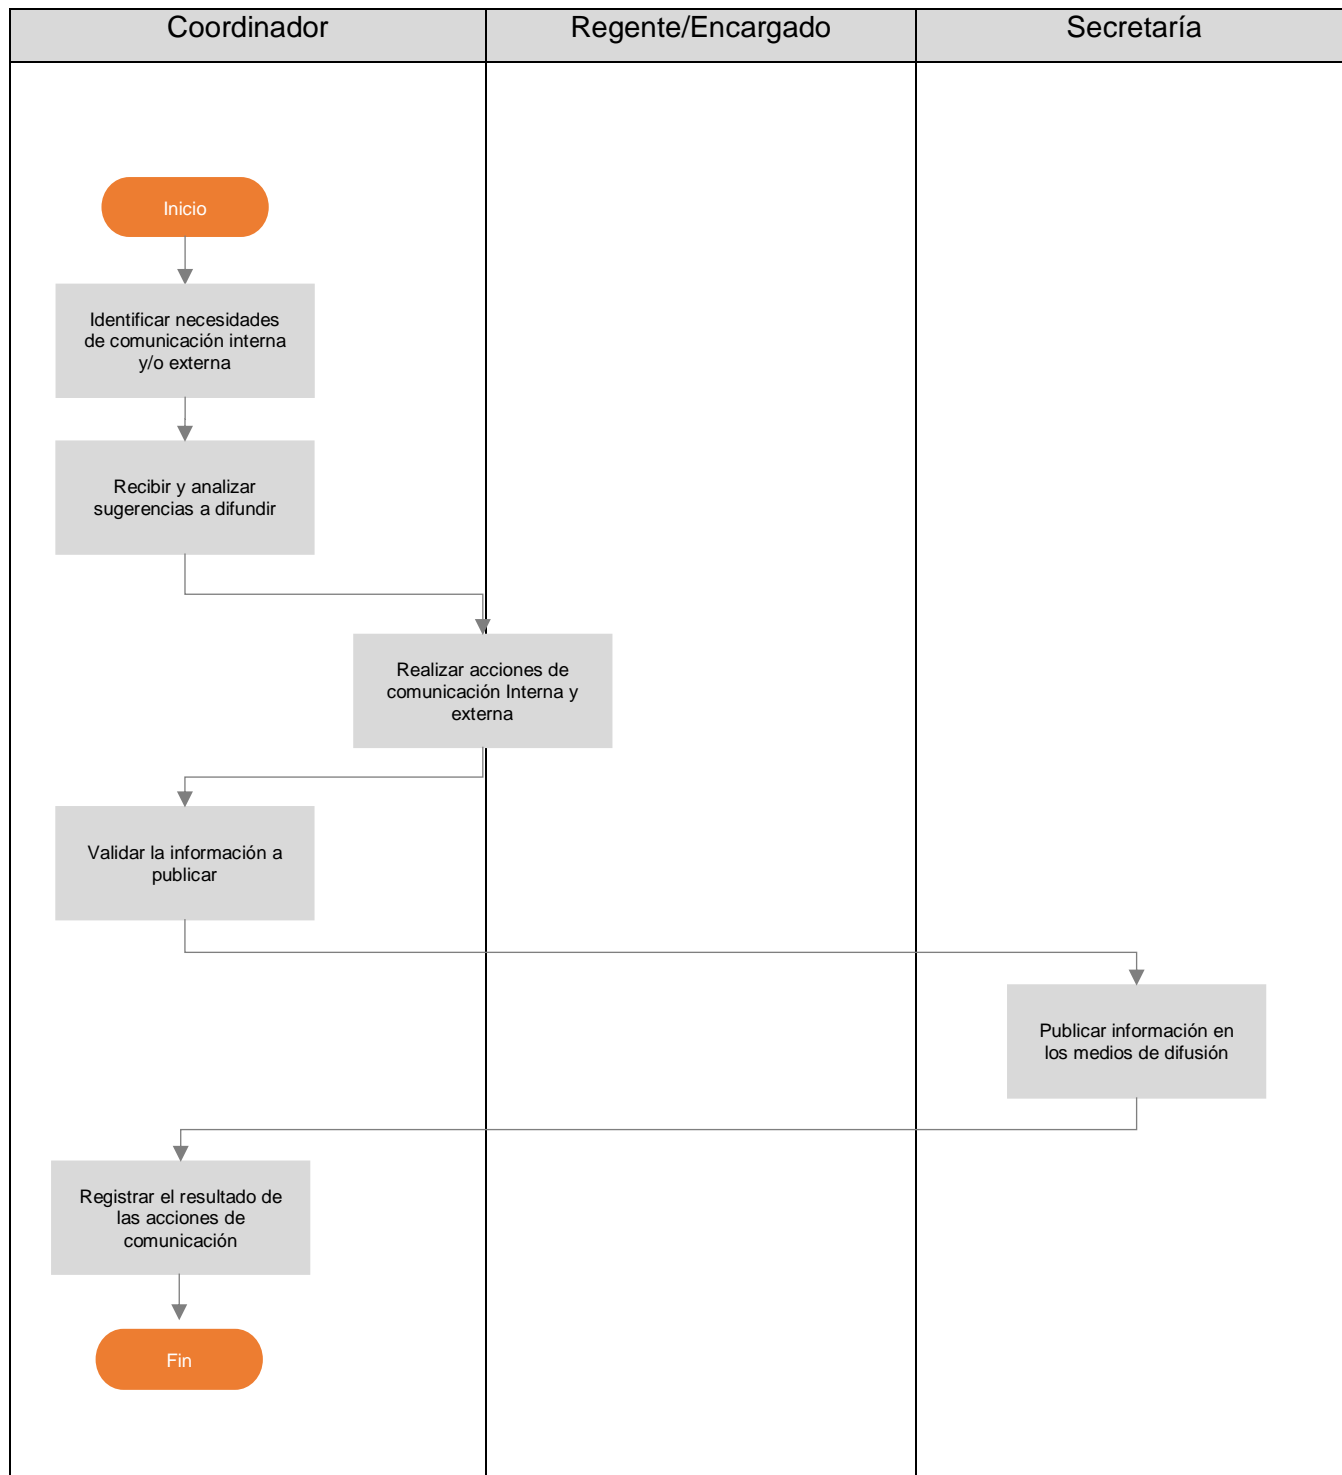 Coordinador
Regente/Encargado
Secretaría
Inicio
Identificar necesidades
de comunicación interna
y/o externa
Recibir y analizar
sugerencias a difundir
Realizar acciones de
comunicación Interna y
externa
Validar la información a
publicar
Publicar información en
los medios de difusión
Registrar el resultado de
las acciones de
comunicación
Fin